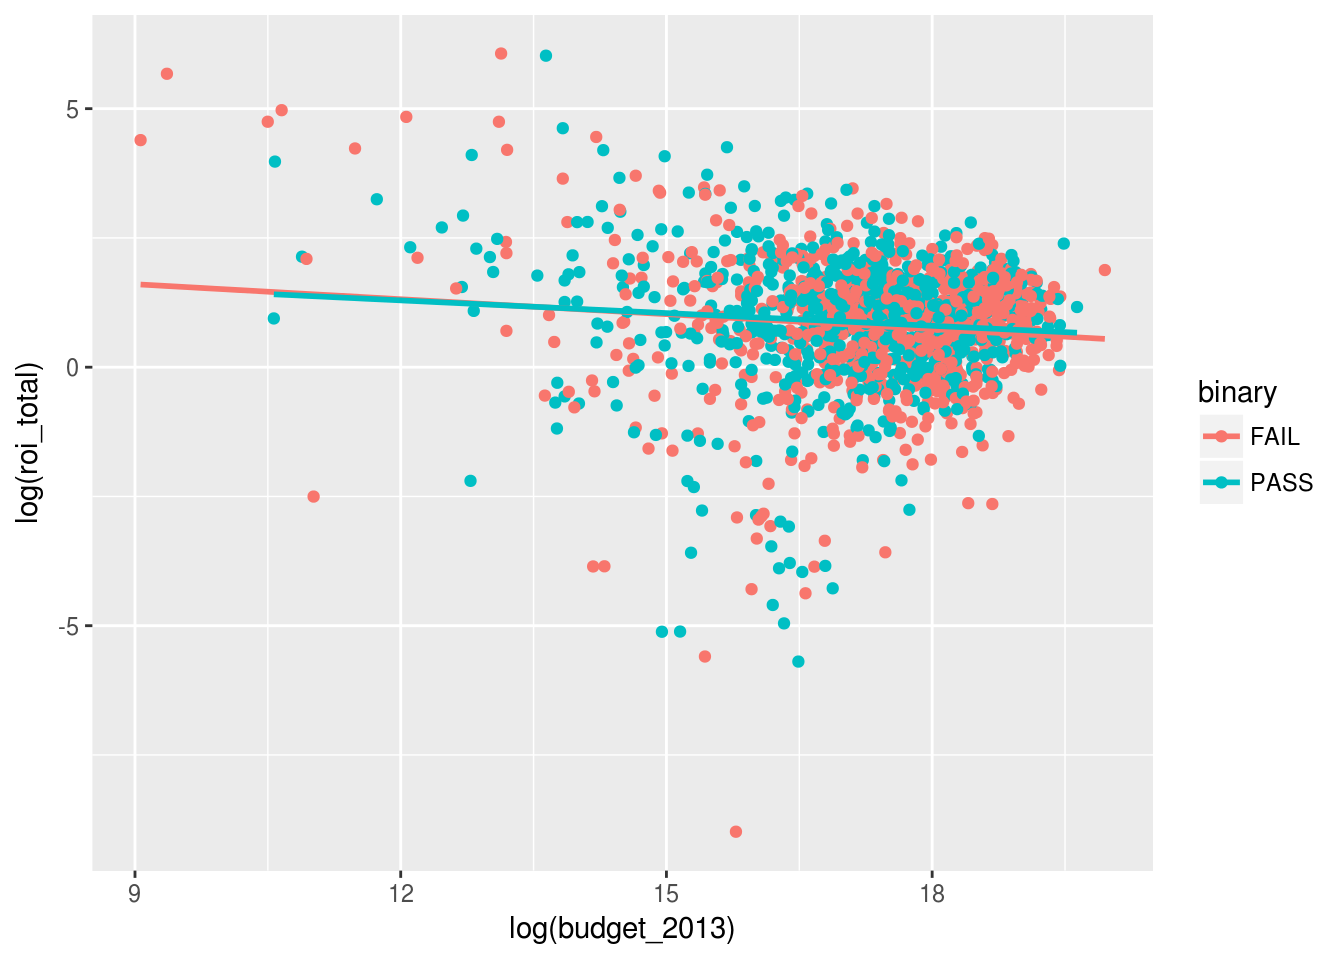 5
0
-5
log(roi_total)
9 12 15 18
log(budget_2013)
binary
FAIL
PASS